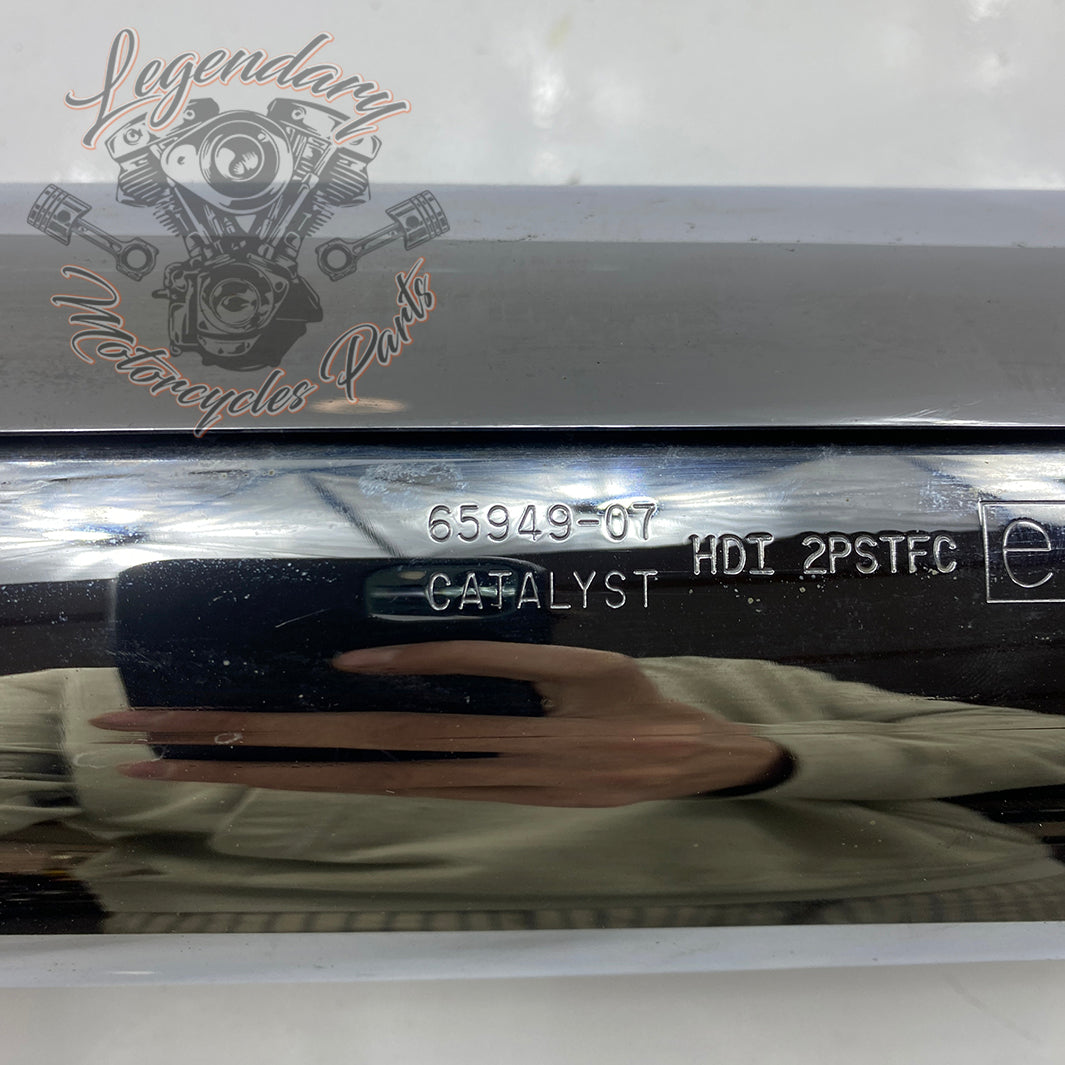 Legendary
Motorcycles Parts
65949-07
CATALYST
HDI 2PSTFC
e